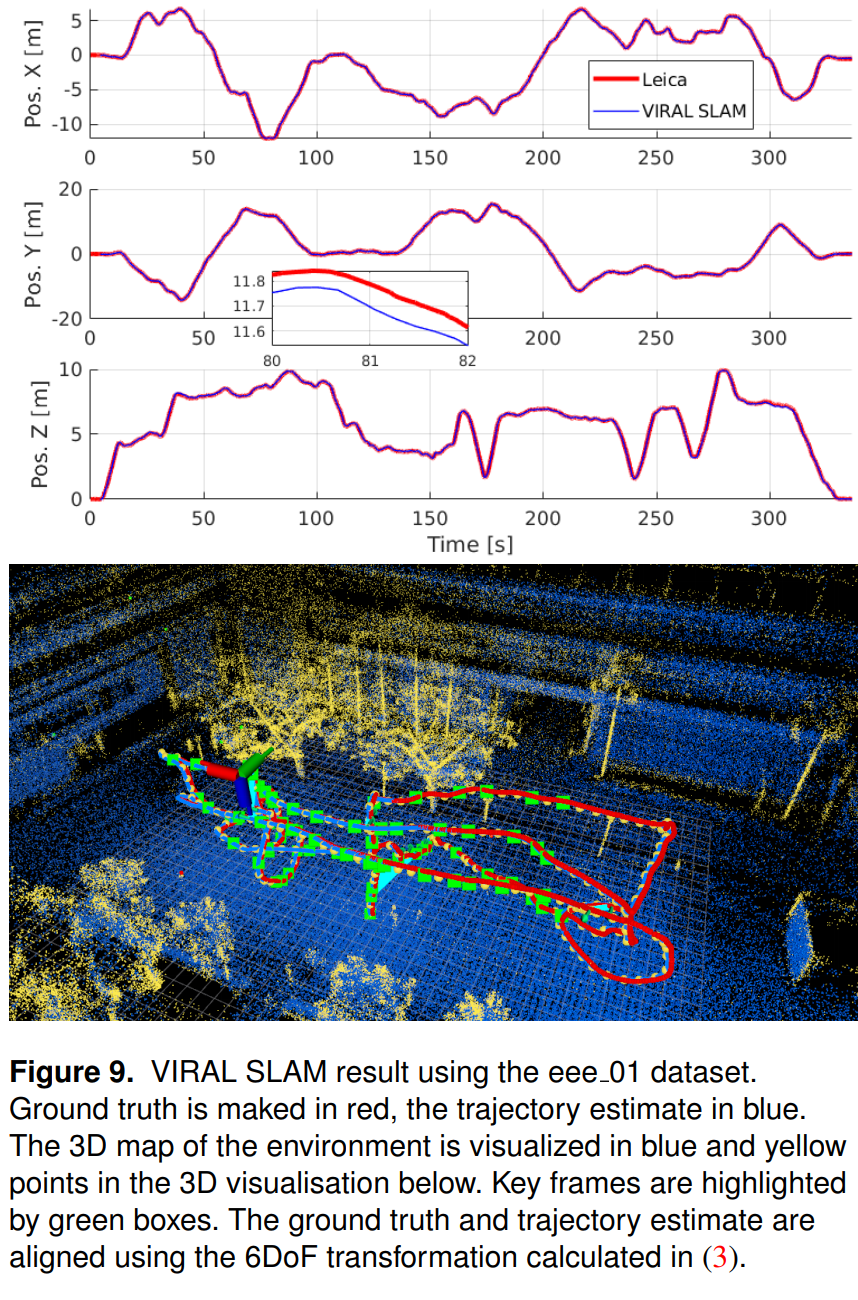 Pos. X [m]
5
0
-5
-10
Leica
VIRAL SLAM
0 50 100 150 200 250 300
Pos. Y [m]
20
0
-20
11.8
11.7
11.6
80 81 82
0 50 100 150 200 250 300
Pos. Z [m]
10
5
0
0 50 100 150 200 250 300
Time [s]
Figure 9. VIRAL SLAM result using the eee_01 dataset.
Ground truth is maked in red, the trajectory estimate in blue.
The 3D map of the environment is visualized in blue and yellow
points in the 3D visualisation below. Key frames are highlighted
by green boxes. The ground truth and trajectory estimate are
aligned using the 6DoF transformation calculated in (3).